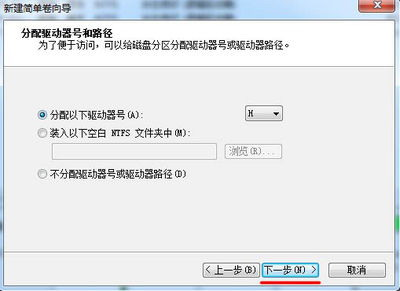 新建简单卷向导
分配驱动器号和路径
为了便于访问，可以给磁盘分区分配驱动器号或驱动器路径。
分配以下驱动器号(A):
H
装入以下空白 NTFS 文件夹中(M):
浏览(R)...
不分配驱动器号或驱动器路径(D)
< 上一步(B)
下一步(N) >
取消